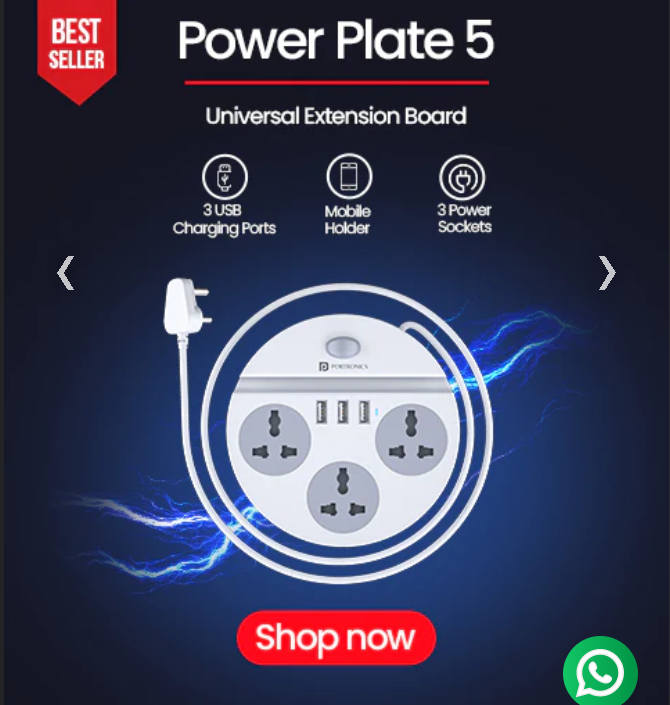 BEST
SELLER
Power Plate 5
Universal Extension Board
3 USB
Charging Ports
Mobile
Holder
3 Power
Sockets
PORTRONICS
Shop now